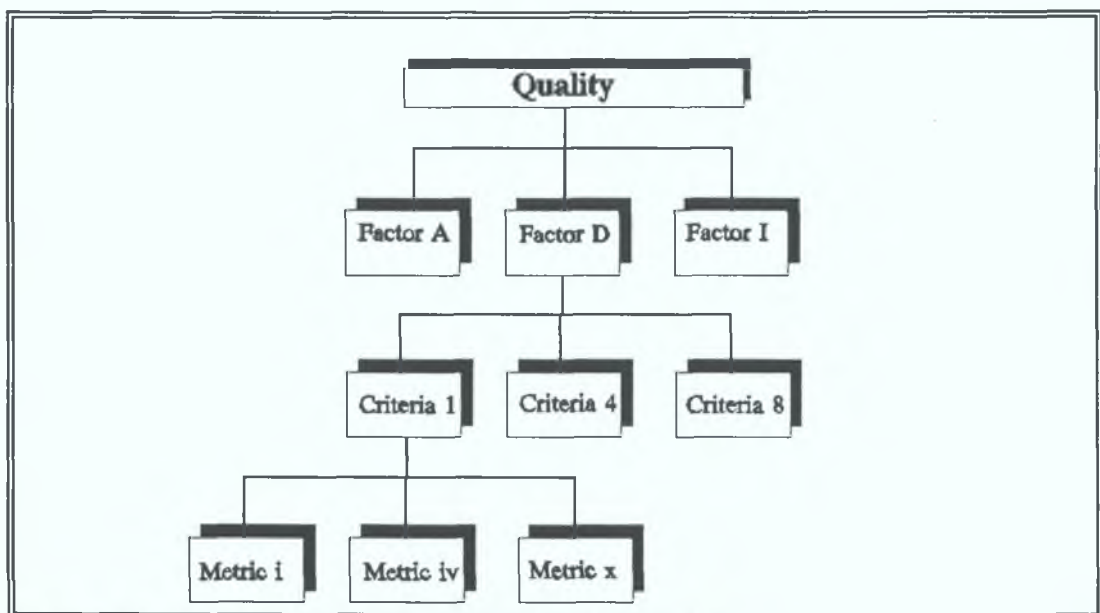 Quality
Factor A
Factor D
Factor I
Criteria 1
Criteria 4
Criteria 8
Metric i
Metric iv
Metric x